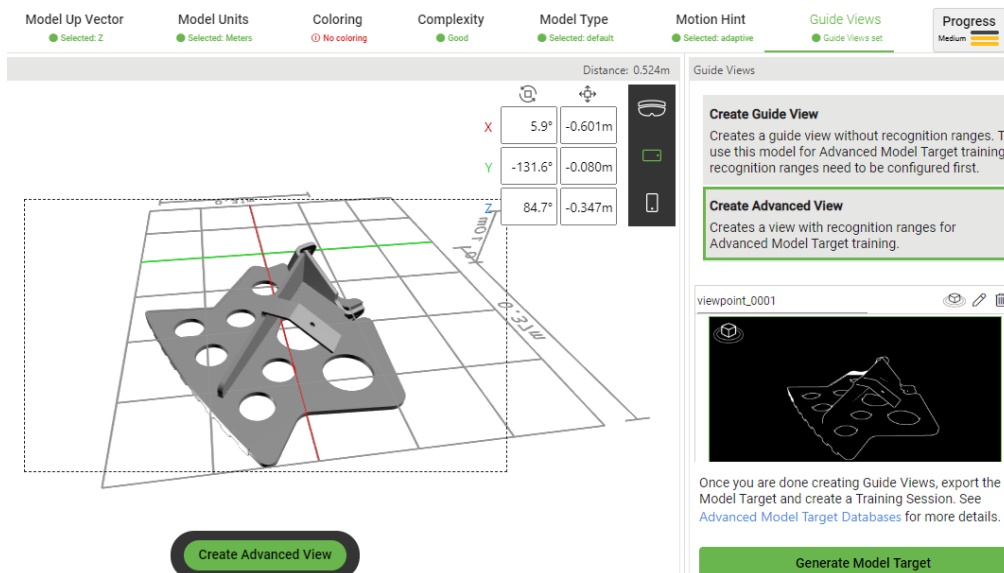 Model Up Vector
Selected: Z
Model Units
Selected: Meters
Coloring
No coloring
Complexity
Good
Model Type
Selected: default
Motion Hint
Selected: adaptive
Guide Views
Guide Views set
Progress
Medium
Distance: 0.524m
X 5.9° -0.601m
Y -131.6° -0.080m
Z 84.7° -0.347m
0.31m
Create Advanced View
Guide Views
Create Guide View
Creates a guide view without recognition ranges. T
use this model for Advanced Model Target training
recognition ranges need to be configured first.
Create Advanced View
Creates a view with recognition ranges for
Advanced Model Target training.
viewpoint_0001
Once you are done creating Guide Views, export the
Model Target and create a Training Session. See
Advanced Model Target Databases for more details.
Generate Model Target